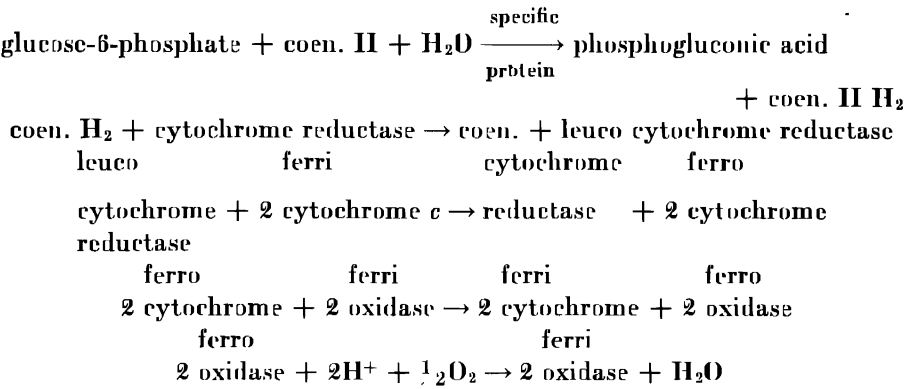 specific
glucose-6-phosphate + coen. II + H₂O ⟶ phosphogluconic acid
protein
+ coen. II H₂
coen. H₂ + cytochrome reductase → coen. + leuco cytochrome reductase
leuco ferri cytochrome ferro
cytochrome + 2 cytochrome c → reductase + 2 cytochrome
reductase
ferro ferri ferri ferro
2 cytochrome + 2 oxidase → 2 cytochrome + 2 oxidase
ferro ferri
2 oxidase + 2H⁺ + ½O₂ → 2 oxidase + H₂O